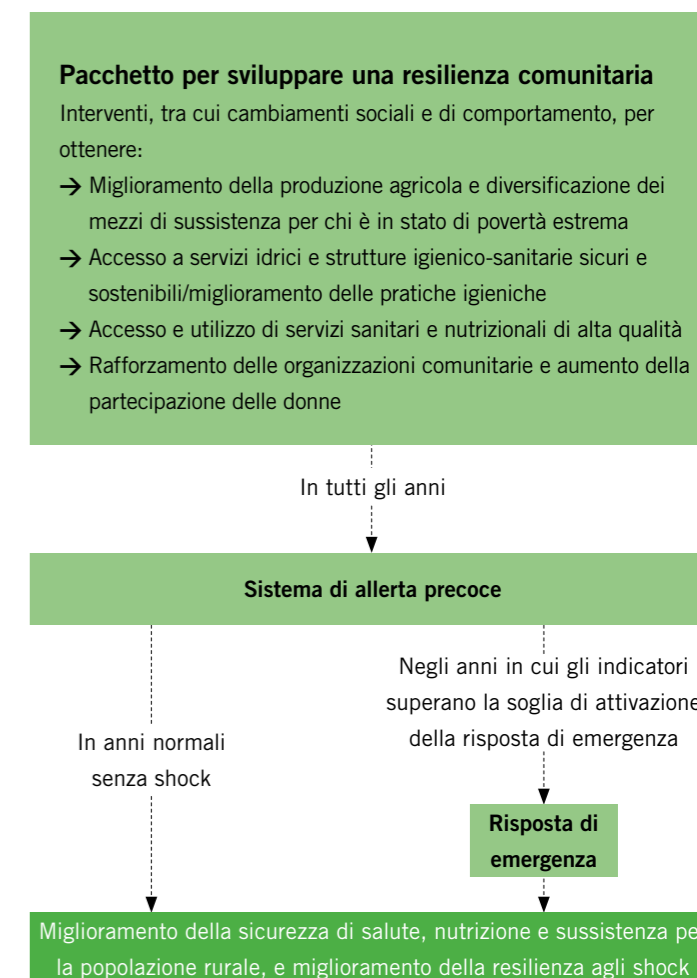 Pacchetto per sviluppare una resilienza comunitaria
Interventi, tra cui cambiamenti sociali e di comportamento, per
ottenere:
→ Miglioramento della produzione agricola e diversificazione dei
mezzi di sussistenza per chi è in stato di povertà estrema
→ Accesso a servizi idrici e strutture igienico-sanitarie sicuri e
sostenibili/miglioramento delle pratiche igieniche
→ Accesso e utilizzo di servizi sanitari e nutrizionali di alta qualità
→ Rafforzamento delle organizzazioni comunitarie e aumento della
partecipazione delle donne
In tutti gli anni
Sistema di allerta precoce
In anni normali
senza shock
Negli anni in cui gli indicatori
superano la soglia di attivazione
della risposta di emergenza
Risposta di
emergenza
Miglioramento della sicurezza di salute, nutrizione e sussistenza pe
la popolazione rurale, e miglioramento della resilienza agli shock